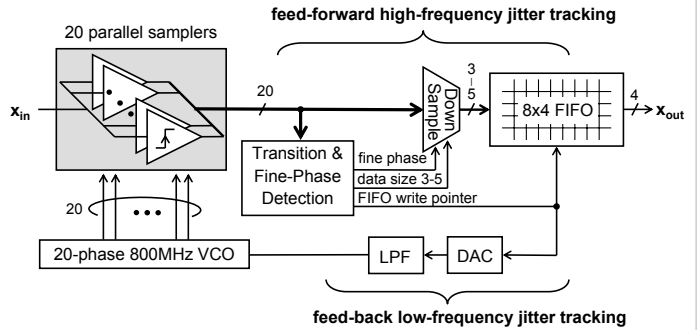 feed-forward high-frequency jitter tracking
20 parallel samplers
x_in
20
Down
Sample
3
–
5
8x4 FIFO
4
x_out
Transition &
Fine-Phase
Detection
fine phase
data size 3-5
FIFO write pointer
20
20-phase 800MHz VCO
LPF
DAC
feed-back low-frequency jitter tracking